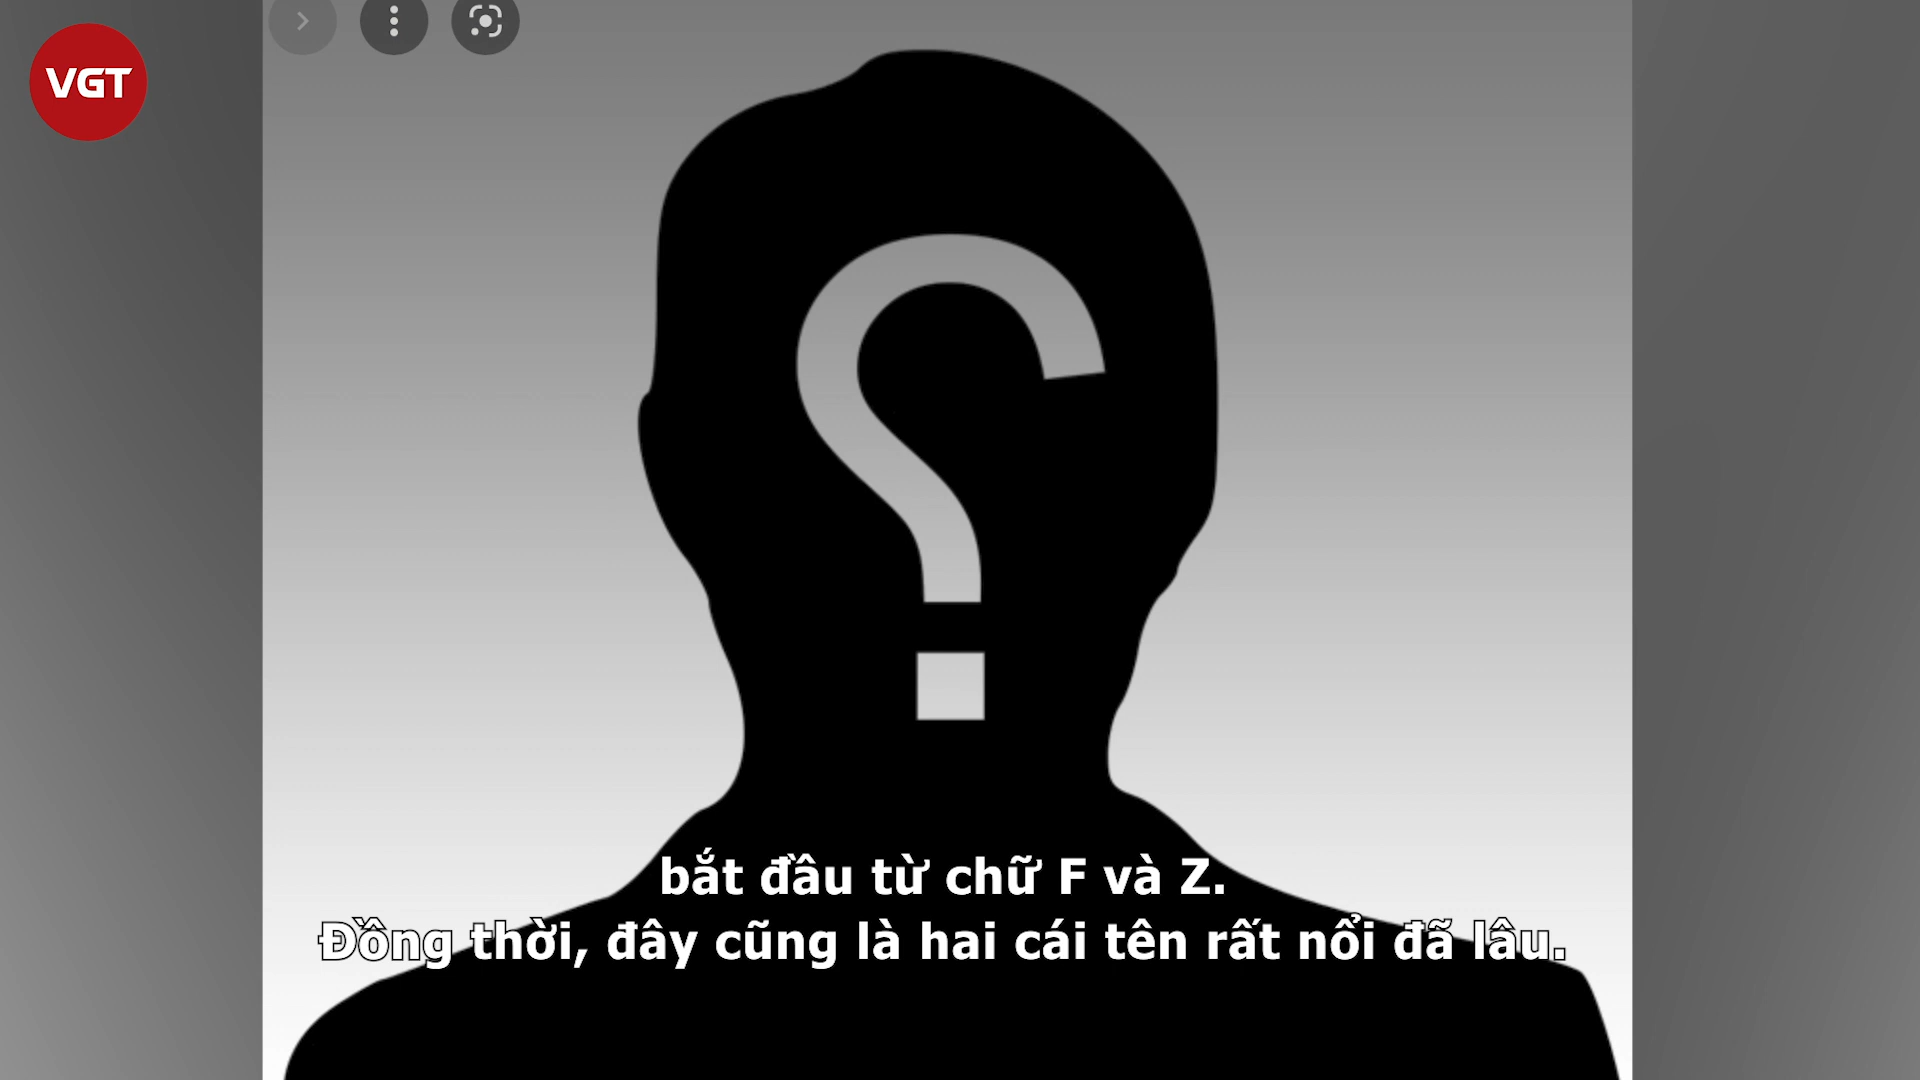 VGT
?
bắt đầu từ chữ F và Z.
Đồng thời, đây cũng là hai cái tên rất nổi đã lâu.